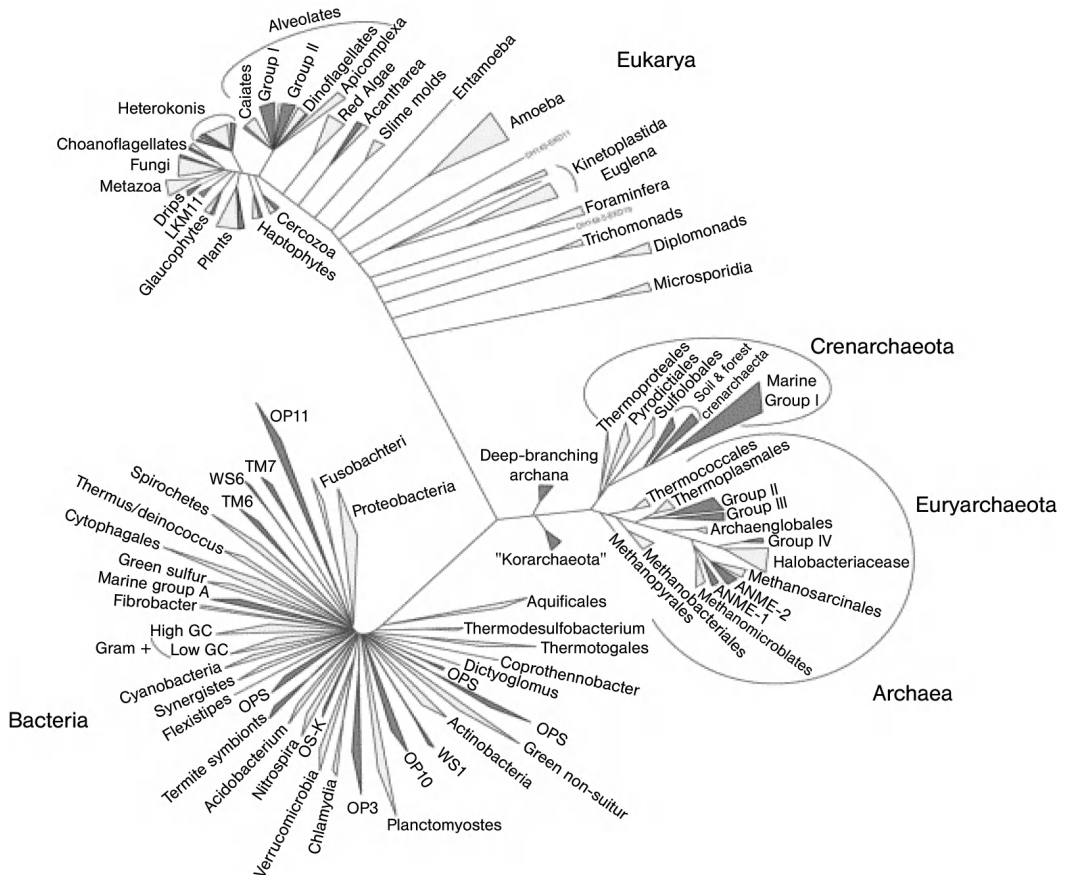 Alveolates
Eukarya
Heterokonis
Caiates
Group I
Group II
Dinoflagellates
Apicomplexa
Red Algae
Acantharea
Slime molds
Entamoeba
Amoeba
Choanoflagellates
Fungi
Metazoa
Drips
LKM11
Glaucophytes
Plants
Haptophytes
Cercozoa
Kinetoplastida
Euglena
Foraminfera
Trichomonads
Diplomonads
Microsporidia
Crenarchaeota
Thermoproteales
Pyrodictiales
Sulfolobales
Soil & forest
crenarchaecta
Marine
Group I
Deep-branching
archana
"Korarchaeota"
Euryarchaeota
Thermococcales
Thermoplasmales
Group II
Group III
Archaenglobales
Group IV
Halobacteriacease
Methanosarcinales
ANME-2
ANME-1
Methanomicroblates
Methanobacteriales
Methanopyrales
Archaea
OP11
TM7
WS6
TM6
Fusobachteri
Proteobacteria
Spirochetes
Thermus/deinococcus
Cytophagales
Green sulfur
Marine group A
Fibrobacter
High GC
Gram +
Low GC
Cyanobacteria
Synergistes
Flexistipes
OPS
Termite symbionts
Acidobacterium
Nitrospira
OS-K
Verrucomicrobia
Chlamydia
OP3
Planctomyostes
OP10
WS1
Actinobacteria
Green non-suitur
OPS
OPS
Dictyoglomus
Coprothennobacter
Thermotogales
Thermodesulfobacterium
Aquificales
Bacteria